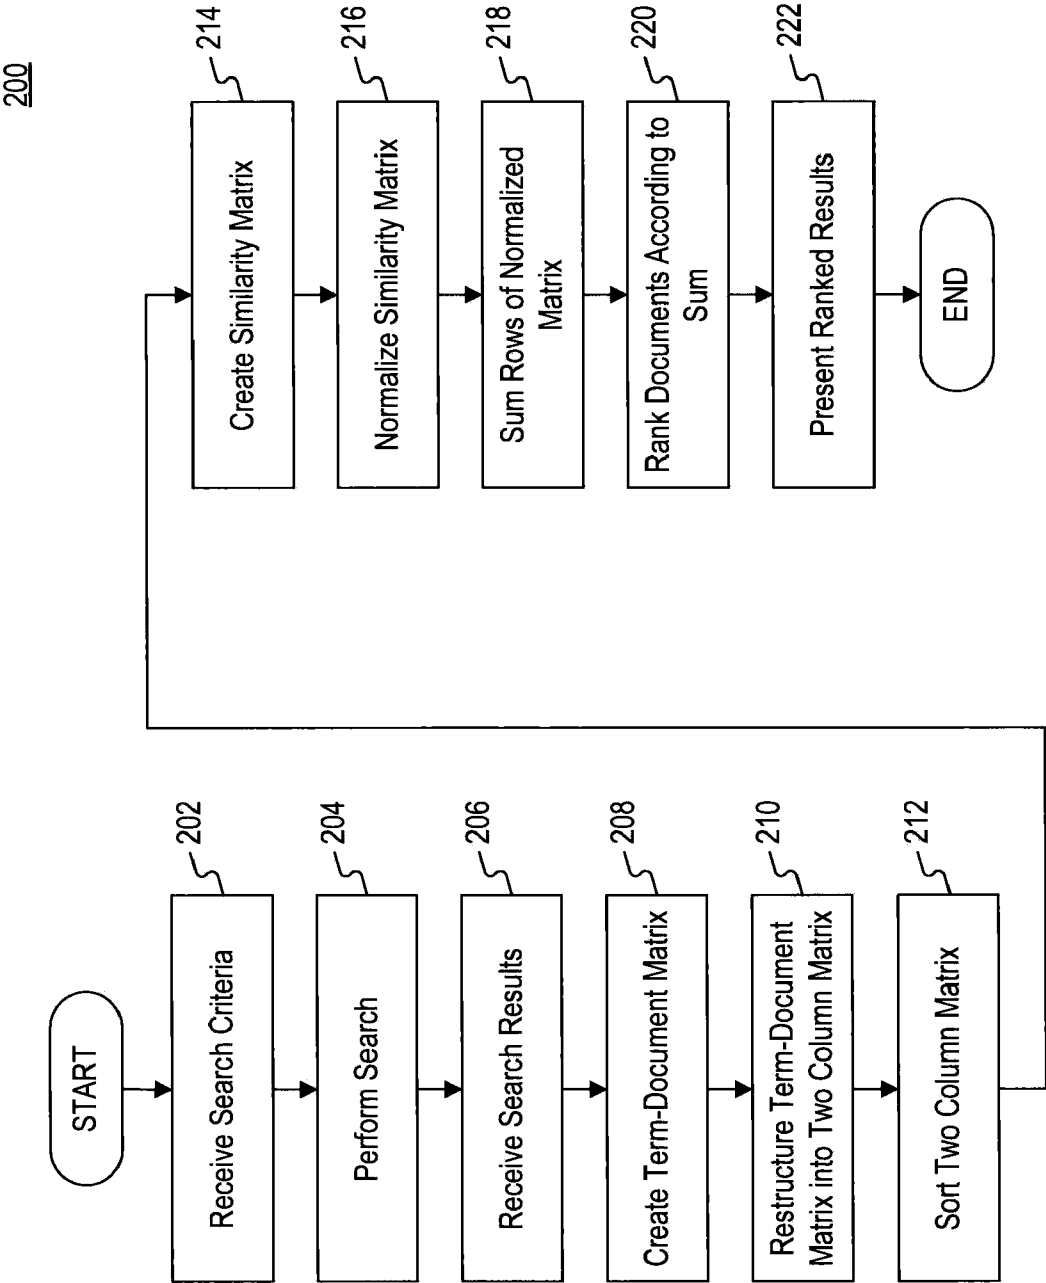 200
START
Receive Search Criteria
202
Perform Search
204
Receive Search Results
206
Create Term-Document Matrix
208
Restructure Term-Document
Matrix into Two Column Matrix
210
Sort Two Column Matrix
212
Create Similarity Matrix
214
Normalize Similarity Matrix
216
Sum Rows of Normalized
Matrix
218
Rank Documents According to
Sum
220
Present Ranked Results
222
END